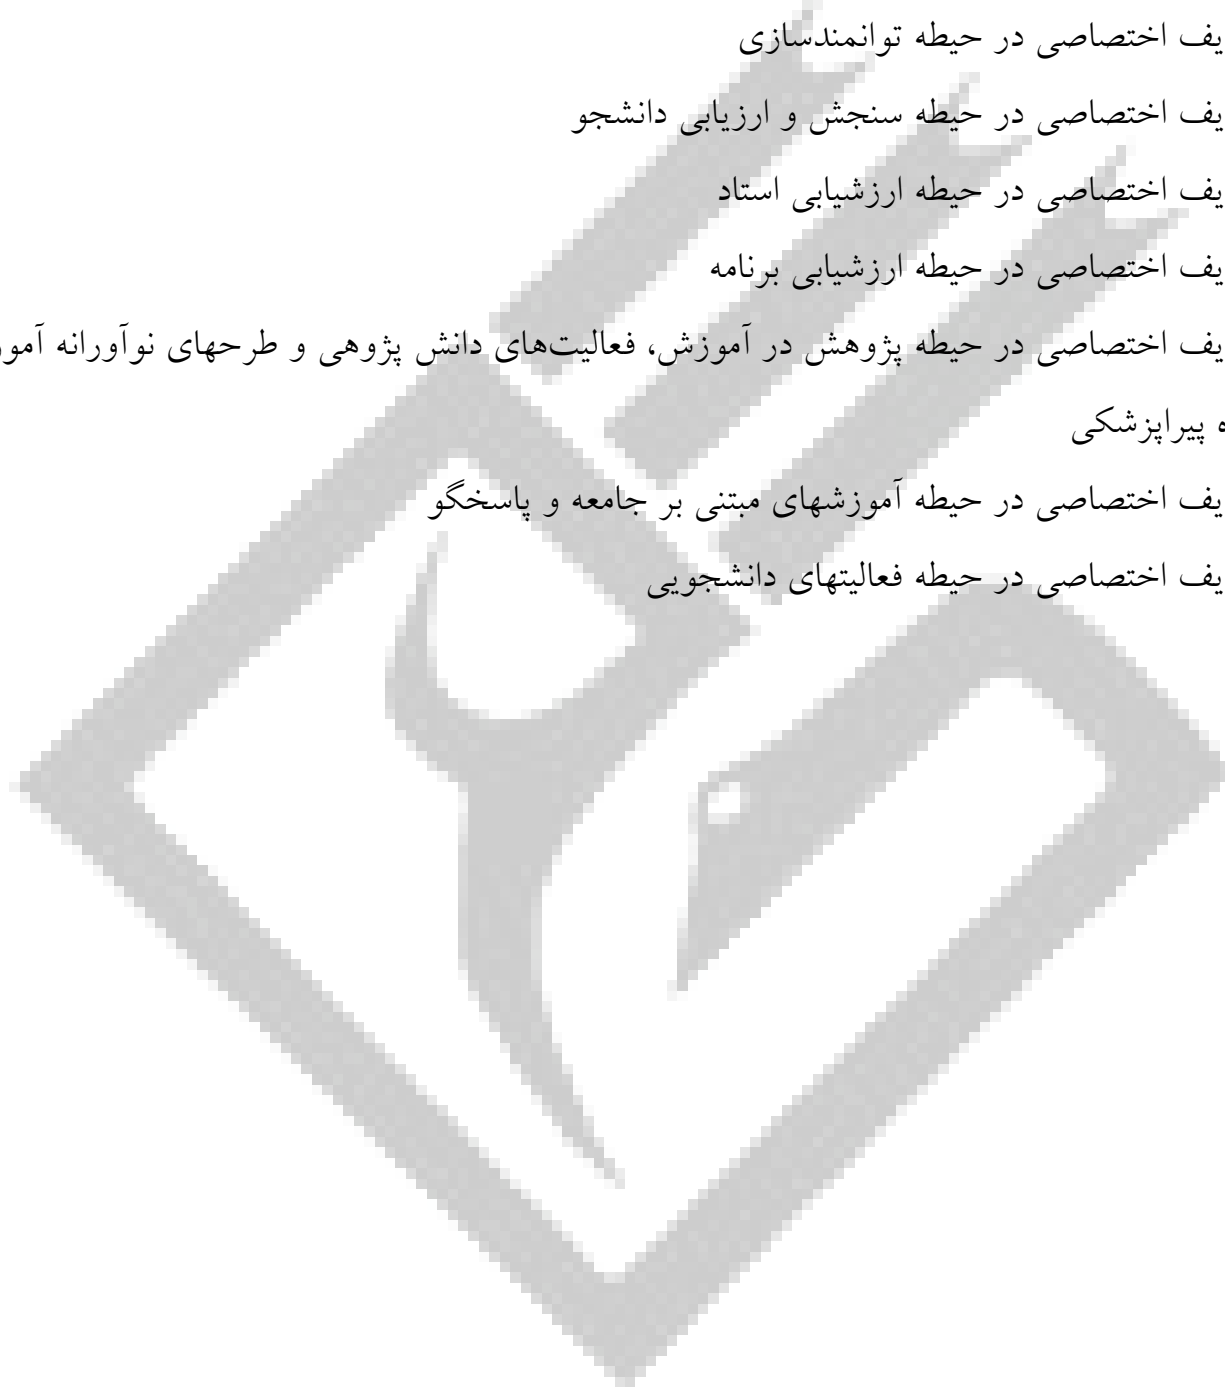 یف اختصاصی در حیطه توانمندسازی
یف اختصاصی در حیطه سنجش و ارزیابی دانشجو
یف اختصاصی در حیطه ارزشیابی استاد
یف اختصاصی در حیطه ارزشیابی برنامه
یف اختصاصی در حیطه پژوهش در آموزش، فعالیت‌های دانش پژوهی و طرحهای نوآورانه آمو
ه پیراپزشکی
یف اختصاصی در حیطه آموزشهای مبتنی بر جامعه و پاسخگو
یف اختصاصی در حیطه فعالیتهای دانشجویی